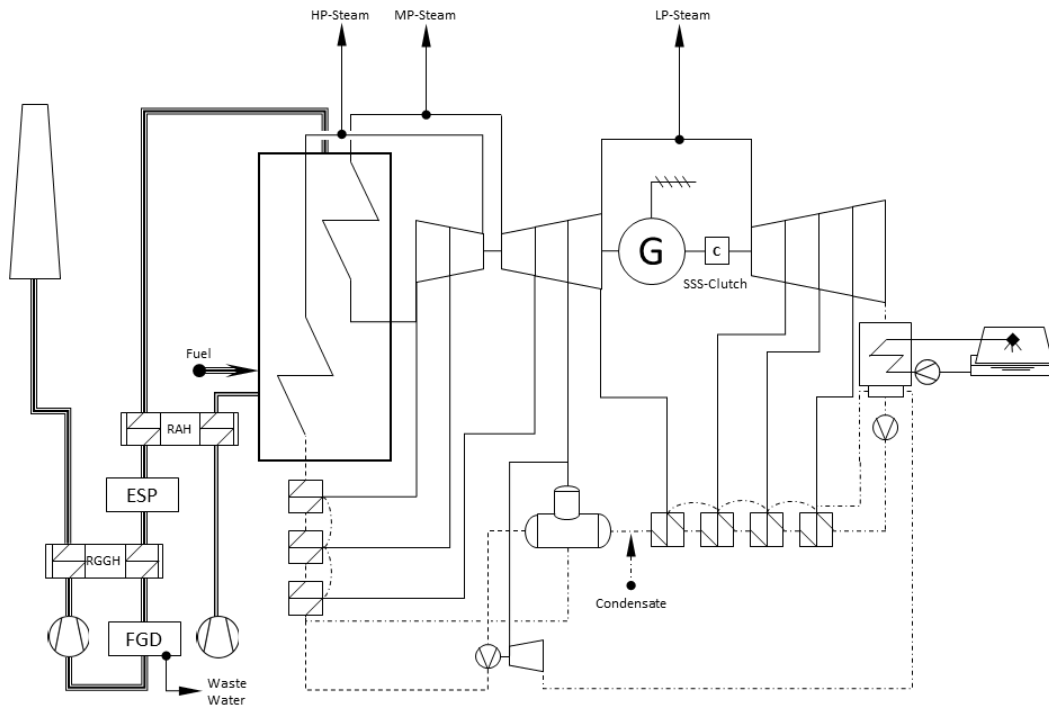 HP-Steam
MP-Steam
LP-Steam
G
C
SSS-Clutch
Fuel
RAH
ESP
RGGH
Condensate
FGD
Waste
Water